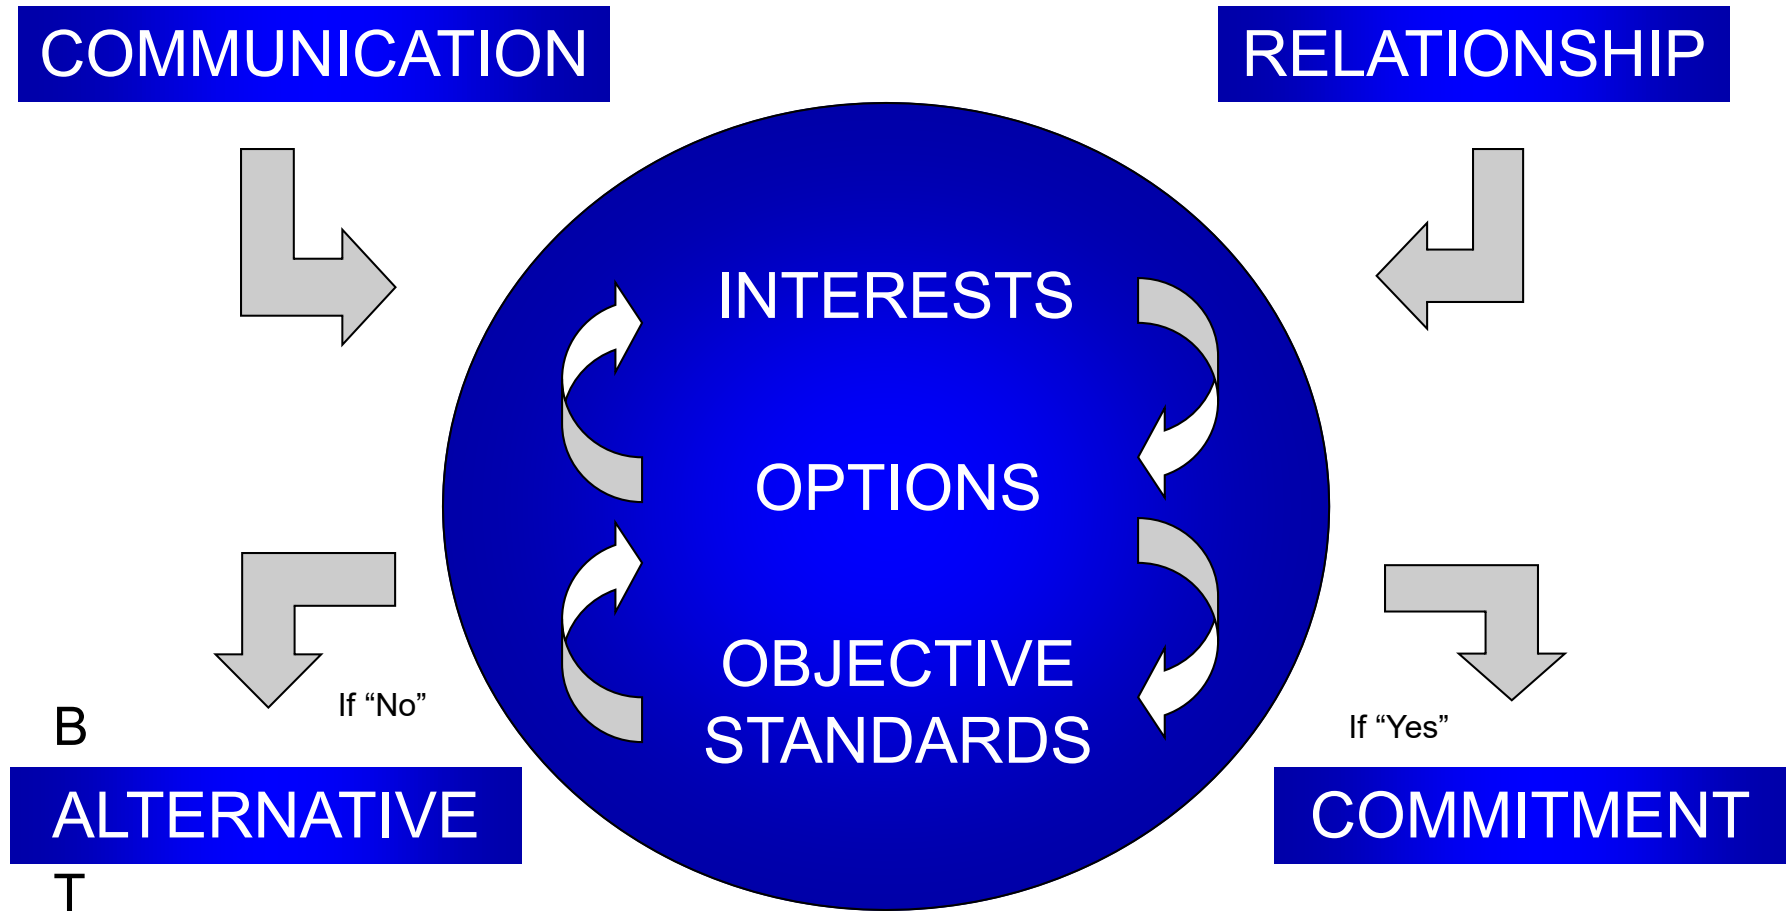 COMMUNICATION
RELATIONSHIP
INTERESTS
OPTIONS
OBJECTIVE
STANDARDS
If “No”
B
ALTERNATIVE
T
If “Yes”
COMMITMENT